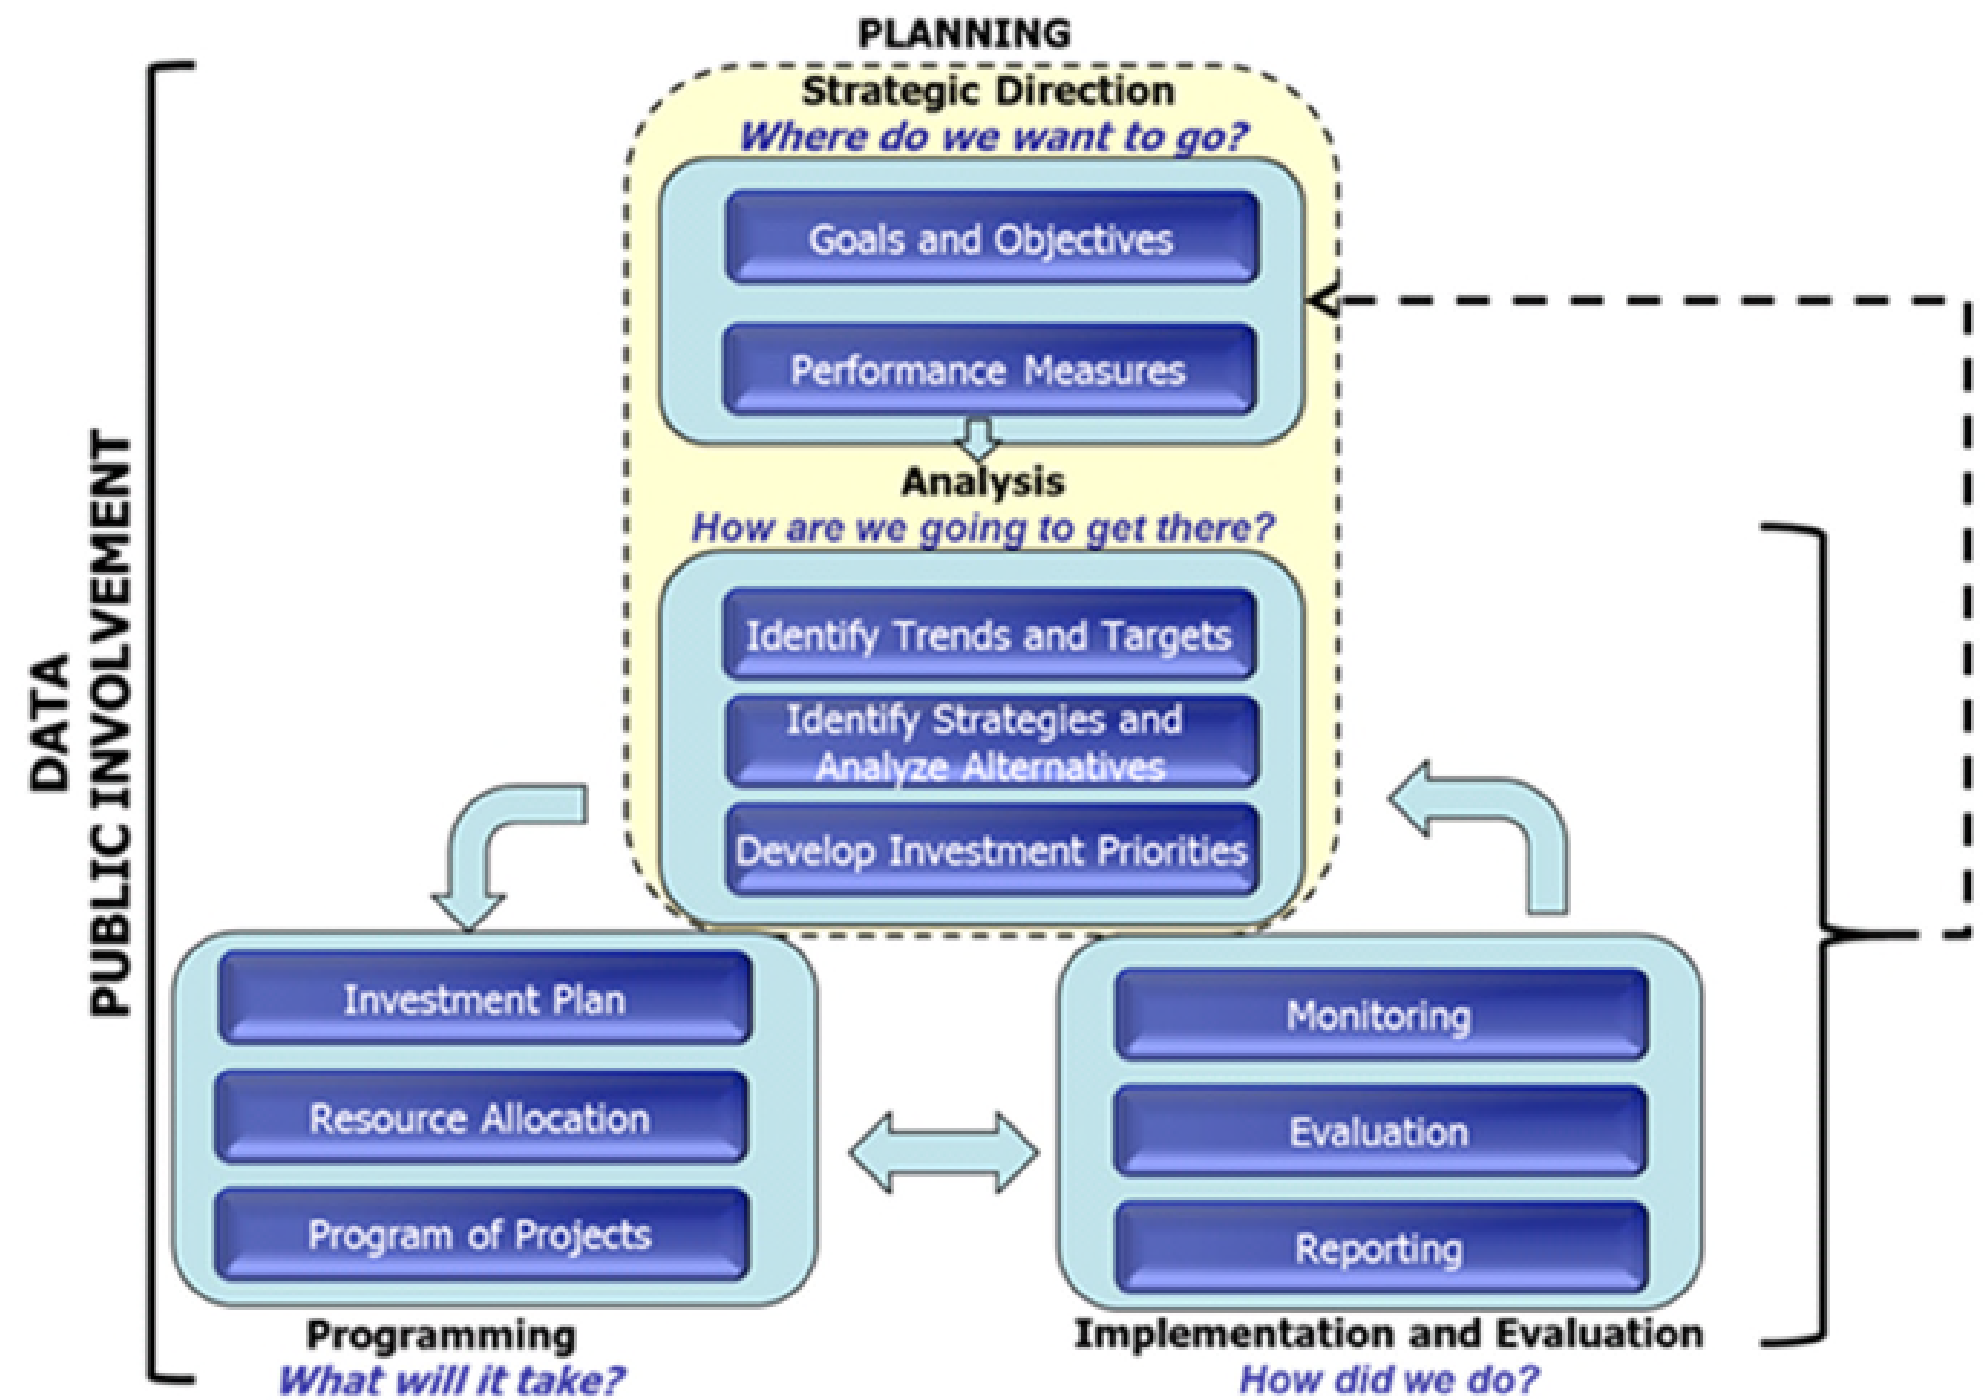 PLANNING
Strategic Direction
Where do we want to go?
Goals and Objectives
Performance Measures
Analysis
How are we going to get there?
Identify Trends and Targets
Identify Strategies and
Analyze Alternatives
Develop Investment Priorities
DATA
PUBLIC INVOLVEMENT
Investment Plan
Resource Allocation
Program of Projects
Programming
What will it take?
Monitoring
Evaluation
Reporting
Implementation and Evaluation
How did we do?